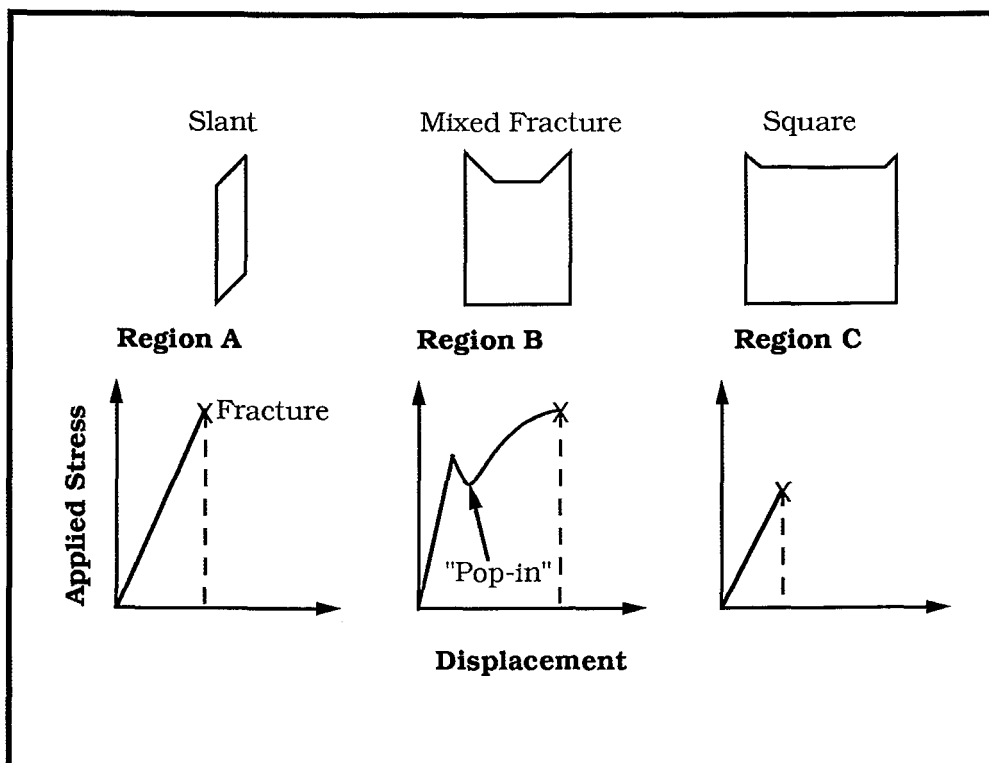 Slant Mixed Fracture Square
Region A Region B Region C
Applied Stress
X Fracture X X
"Pop-in"
Displacement